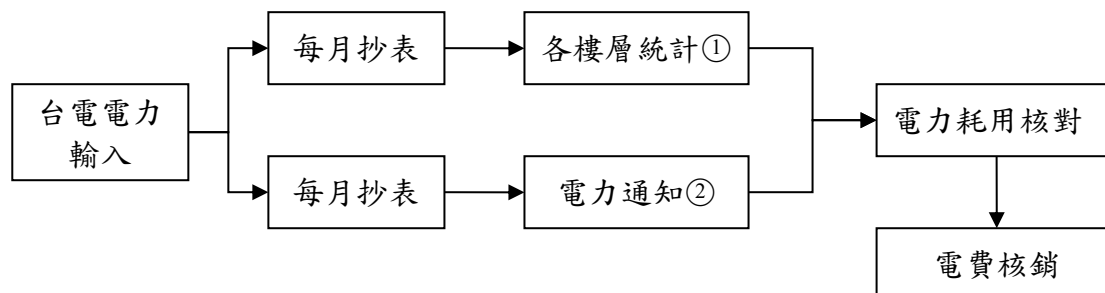 每月抄表
各樓層統計①
台電電力
輸入
電力耗用核對
每月抄表
電力通知②
電費核銷